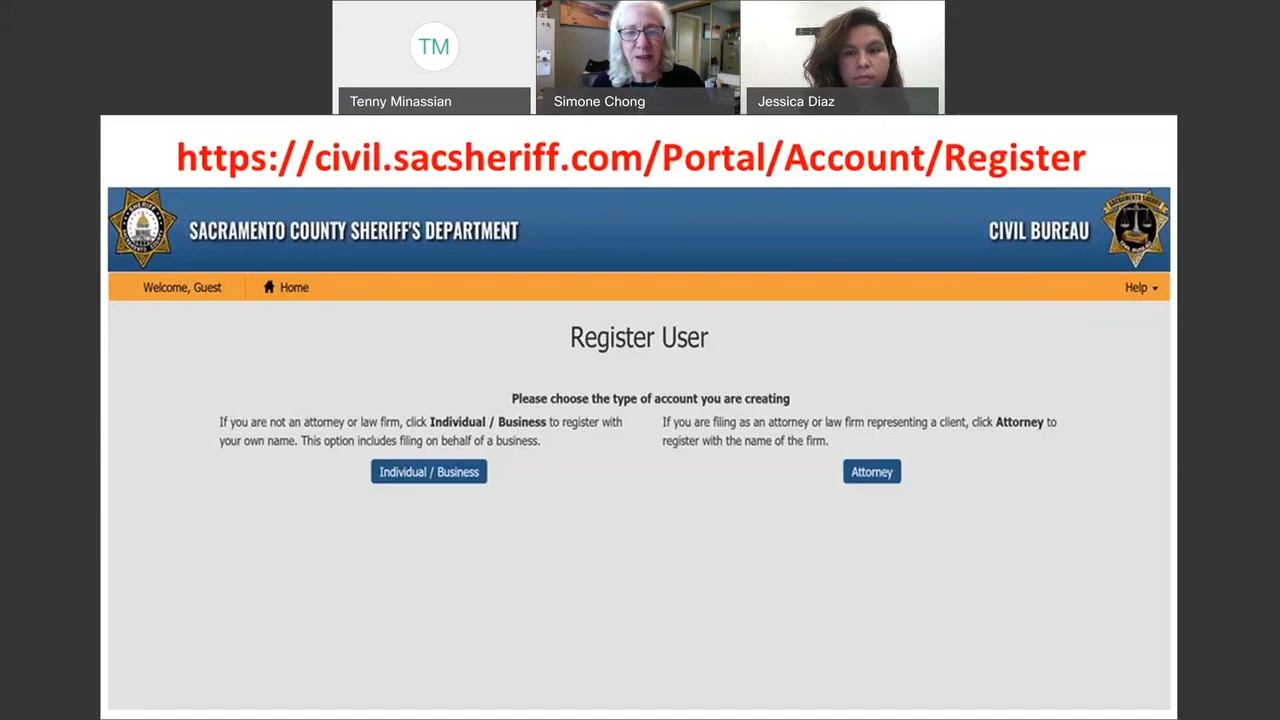 TM
Tenny Minassian
Simone Chong
Jessica Diaz
https://civil.sacsheriff.com/Portal/Account/Register
SACRAMENTO COUNTY SHERIFF'S DEPARTMENT
CIVIL BUREAU
Welcome, Guest
Home
Help
Register User
Please choose the type of account you are creating
If you are not an attorney or law firm, click Individual / Business to register with
your own name. This option includes filing on behalf of a business.
Individual / Business
If you are filing as an attorney or law firm representing a client, click Attorney to
register with the name of the firm.
Attorney